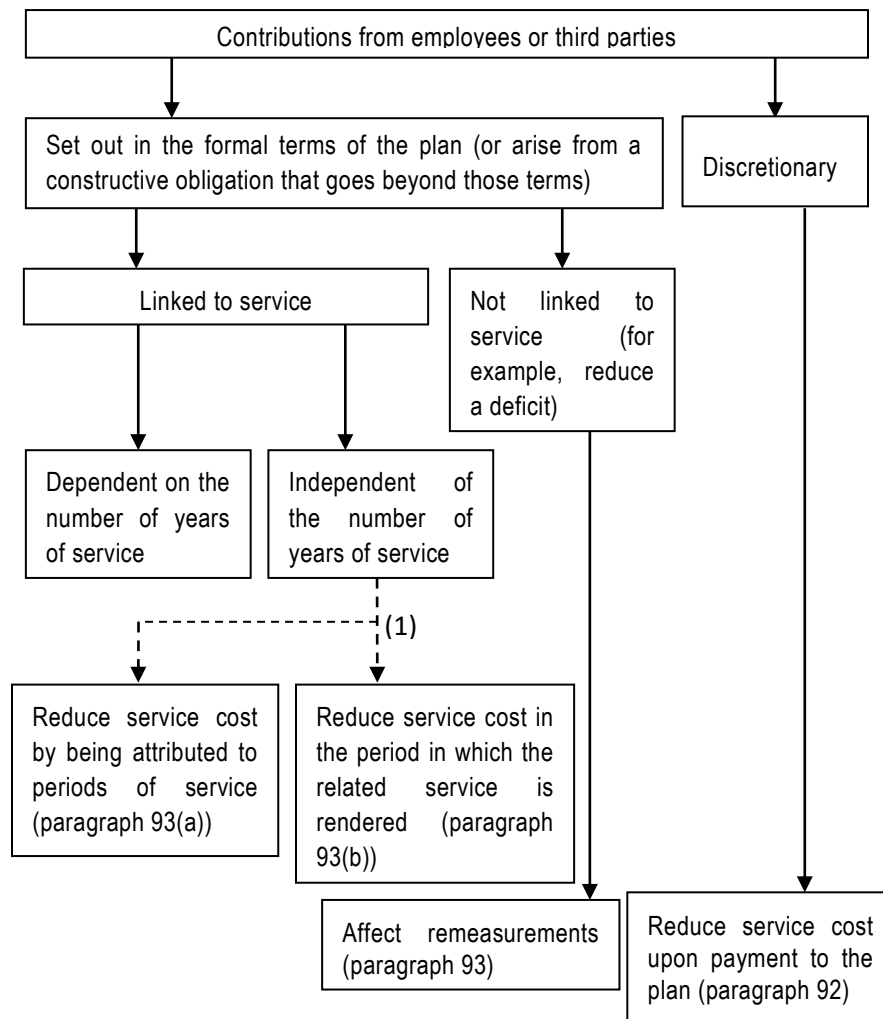 Contributions from employees or third parties
Set out in the formal terms of the plan (or arise from a
constructive obligation that goes beyond those terms)
Discretionary
Linked to service
Not linked to
service (for
example, reduce
a deficit)
Dependent on the
number of years
of service
Independent of
the number of
years of service
(1)
Reduce service cost
by being attributed to
periods of service
(paragraph 93(a))
Reduce service cost in
the period in which the
related service is
rendered (paragraph
93(b))
Affect remeasurements
(paragraph 93)
Reduce service cost
upon payment to the
plan (paragraph 92)